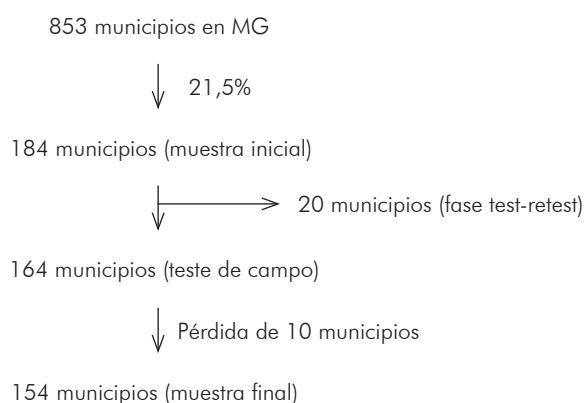 853 municipios en MG
21,5%
184 municipios (muestra inicial)
20 municipios (fase test-retest)
164 municipios (teste de campo)
Pérdida de 10 municipios
154 municipios (muestra final)